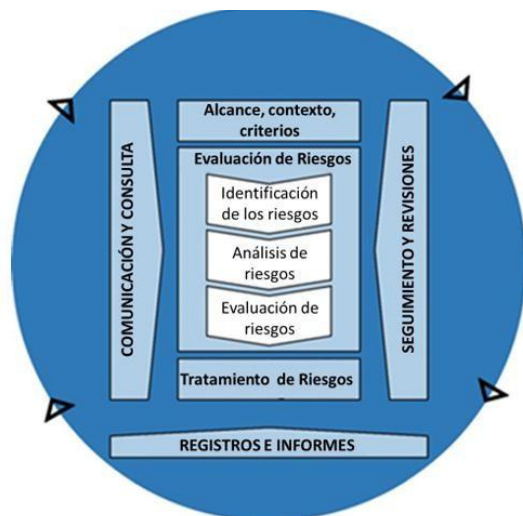 Alcance, contexto,
criterios
Evaluación de Riesgos
Identificación
de los riesgos
Análisis de
riesgos
Evaluación de
riesgos
Tratamiento de Riesgos
COMUNICACIÓN Y CONSULTA
SEGUIMIENTO Y REVISIONES
REGISTROS E INFORMES